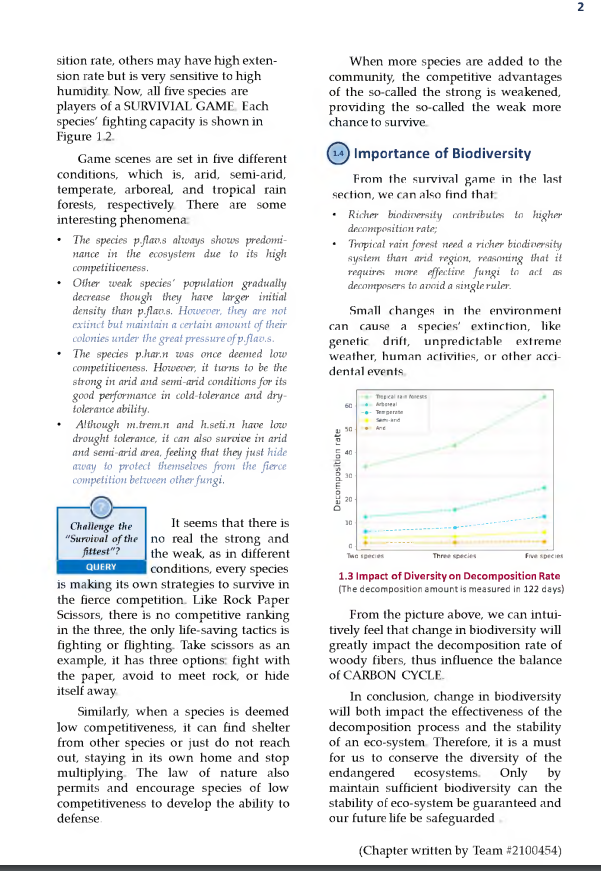 2
sition rate, others may have high exten-
sion rate but is very sensitive to high
humidity. Now, all five species are
players of a SURVIVIAL GAME. Each
species' fighting capacity is shown in
Figure 1.2.
Game scenes are set in five different
conditions, which is, arid, semi-arid,
temperate, arboreal, and tropical rain
forests, respectively. There are some
interesting phenomena:
• The species p.flav.s always shows predomi-
nance in the ecosystem due to its high
competitiveness.
• Other weak species' population gradually
decrease though they have larger initial
density than p.flav.s. However, they are not
extinct but maintain a certain amount of their
colonies under the great pressure of p.flav.s.
• The species p.har.n was once deemed low
competitiveness. However, it turns to be the
strong in arid and semi-arid conditions for its
good performance in cold-tolerance and dry-
tolerance ability.
• Although m.trem.n and h.seti.n have low
drought tolerance, it can also survive in arid
and semi-arid area, feeling that they just hide
away to protect themselves from the fierce
competition between other fungi.
?
Challenge the
"Survival of the
fittest"?
QUERY
It seems that there is
no real the strong and
the weak, as in different
conditions, every species
is making its own strategies to survive in
the fierce competition. Like Rock Paper
Scissors, there is no competitive ranking
in the three, the only life-saving tactics is
fighting or flighting. Take scissors as an
example, it has three options: fight with
the paper, avoid to meet rock, or hide
itself away.
Similarly, when a species is deemed
low competitiveness, it can find shelter
from other species or just do not reach
out, staying in its own home and stop
multiplying. The law of nature also
permits and encourage species of low
competitiveness to develop the ability to
defense.
When more species are added to the
community, the competitive advantages
of the so-called the strong is weakened,
providing the so-called the weak more
chance to survive.
1.4 Importance of Biodiversity
From the survival game in the last
section, we can also find that:
• Richer biodiversity contributes to higher
decomposition rate;
• Tropical rain forest need a richer biodiversity
system than arid region, reasoning that it
requires more effective fungi to act as
decomposers to avoid a single ruler.
Small changes in the environment
can cause a species' extinction, like
genetic drift, unpredictable extreme
weather, human activities, or other acci-
dental events.
Tropical rain forests
Arboreal
Temperate
Semi-arid
Arid
Decomposition rate
60
50
40
30
20
10
0
Two species Three species Five species
1.3 Impact of Diversity on Decomposition Rate
(The decomposition amount is measured in 122 days)
From the picture above, we can intui-
tively feel that change in biodiversity will
greatly impact the decomposition rate of
woody fibers, thus influence the balance
of CARBON CYCLE.
In conclusion, change in biodiversity
will both impact the effectiveness of the
decomposition process and the stability
of an eco-system. Therefore, it is a must
for us to conserve the diversity of the
endangered ecosystems. Only by
maintain sufficient biodiversity can the
stability of eco-system be guaranteed and
our future life be safeguarded .
(Chapter written by Team #2100454)